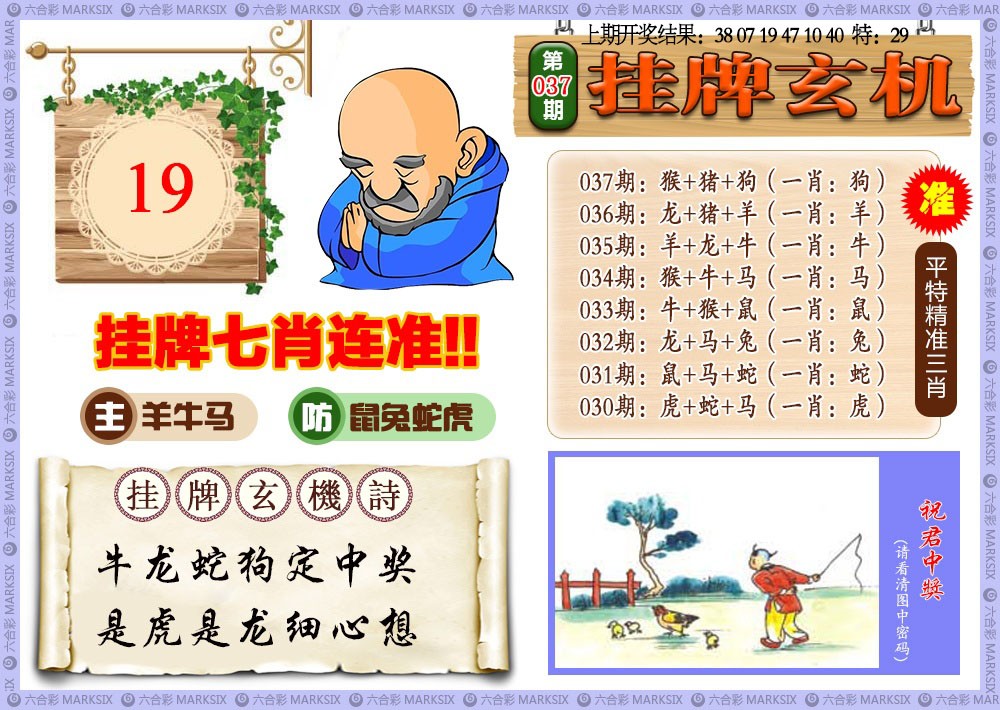 六合彩 MARKSIX
上期开奖结果：38 07 19 47 10 40 特：29
第
037
期
挂牌玄机
19
037期：猴+猪+狗（一肖：狗）
036期：龙+猪+羊（一肖：羊）
035期：羊+龙+牛（一肖：牛）
034期：猴+牛+马（一肖：马）
033期：牛+猴+鼠（一肖：鼠）
032期：龙+马+兔（一肖：兔）
031期：鼠+马+蛇（一肖：蛇）
030期：虎+蛇+马（一肖：虎）
准
平特精准三肖
挂牌七肖连准!!
主 羊牛马
防 鼠兔蛇虎
挂牌玄機詩
牛龙蛇狗定中奖
是虎是龙细心想
祝君中獎
（请看清图中密码）